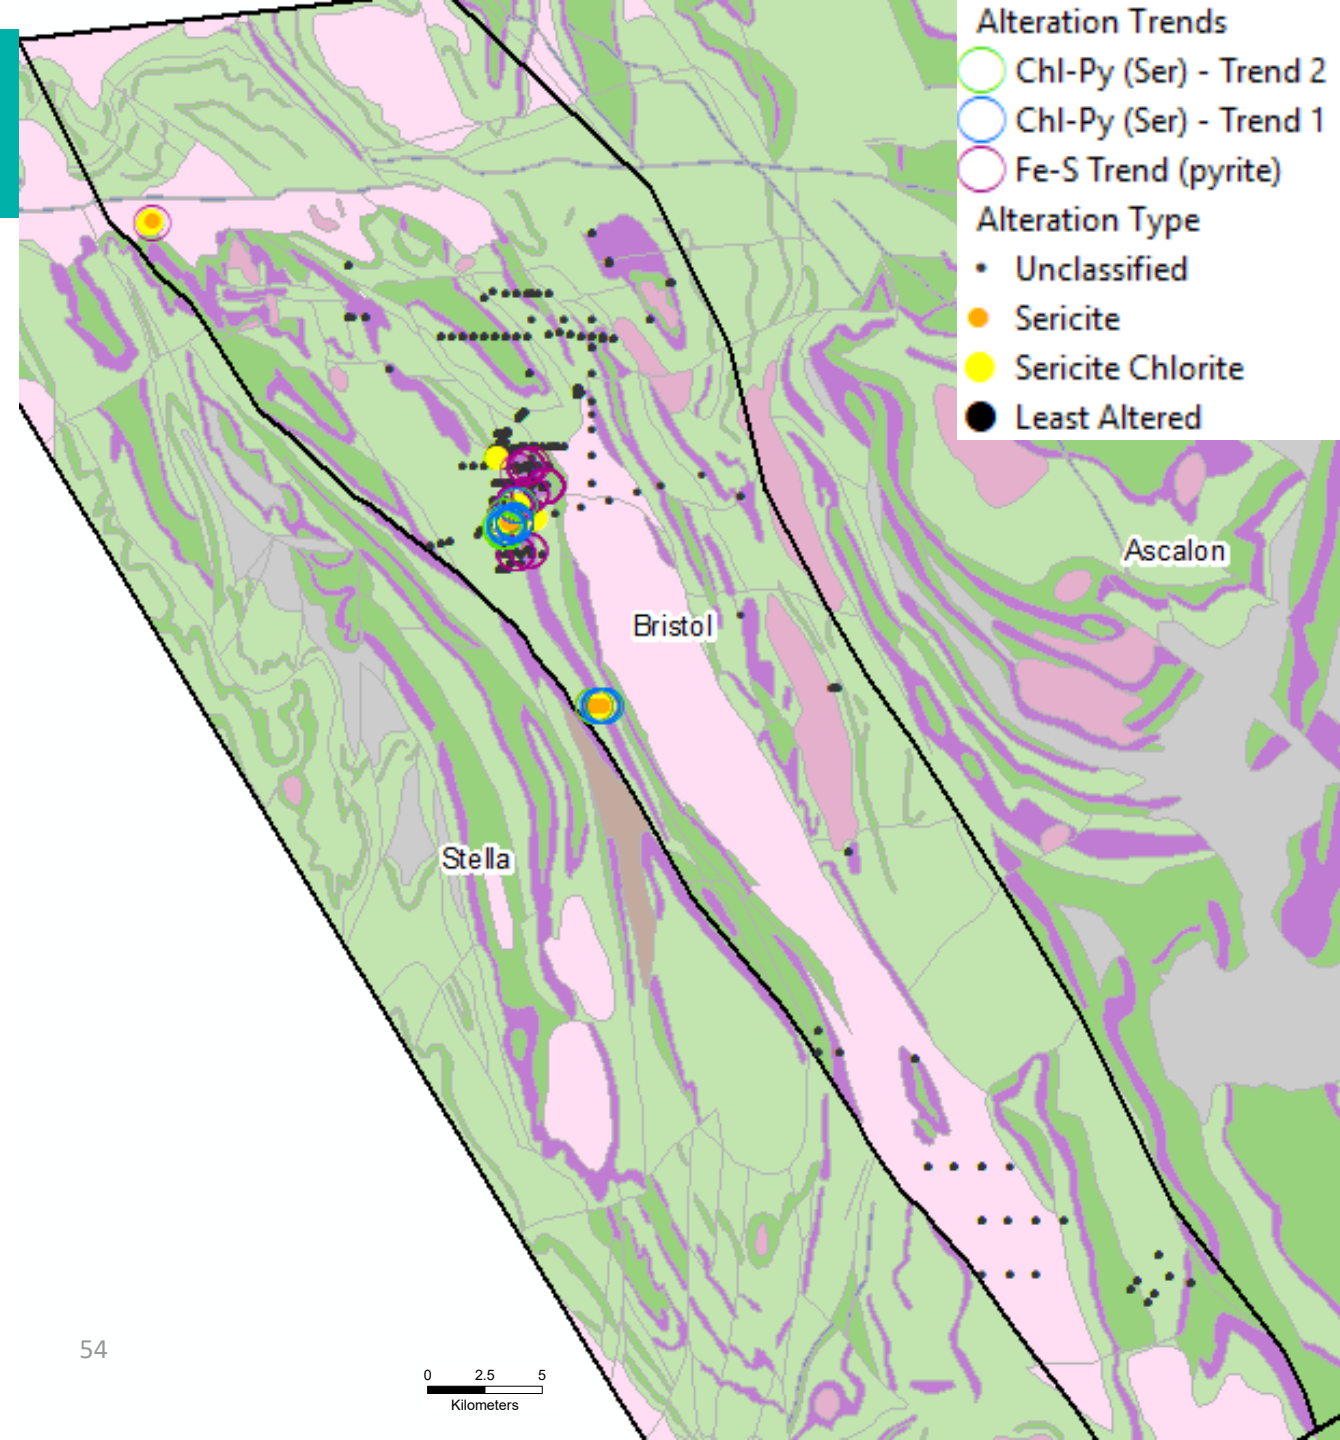 Alteration Trends
Chl-Py (Ser) - Trend 2
Chl-Py (Ser) - Trend 1
Fe-S Trend (pyrite)
Alteration Type
Unclassified
Sericite
Sericite Chlorite
Least Altered
Ascalon
Bristol
Stella
54
0 2.5 5
Kilometers